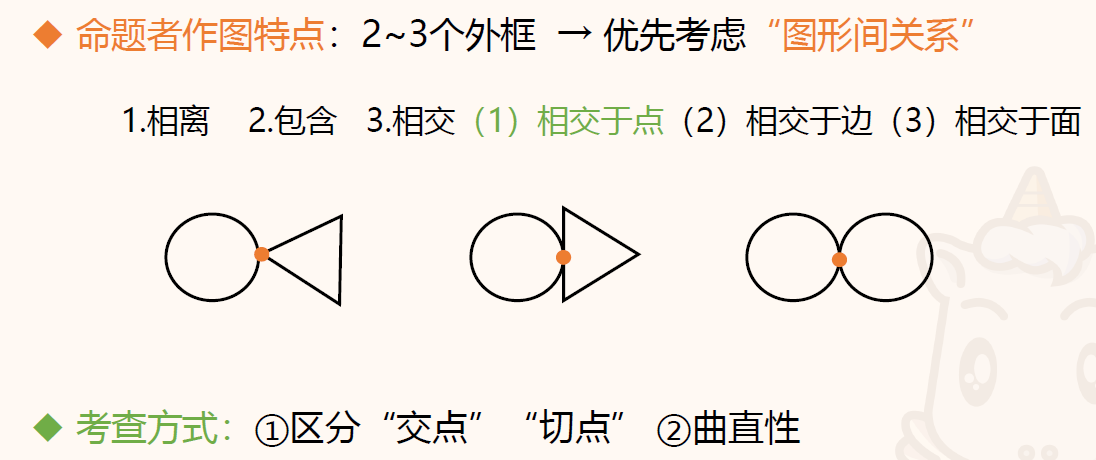 ◆ 命题者作图特点：2~3个外框 → 优先考虑“图形间关系”
1.相离 2.包含 3.相交（1）相交于点（2）相交于边（3）相交于面
◆ 考查方式：①区分“交点”“切点” ②曲直性